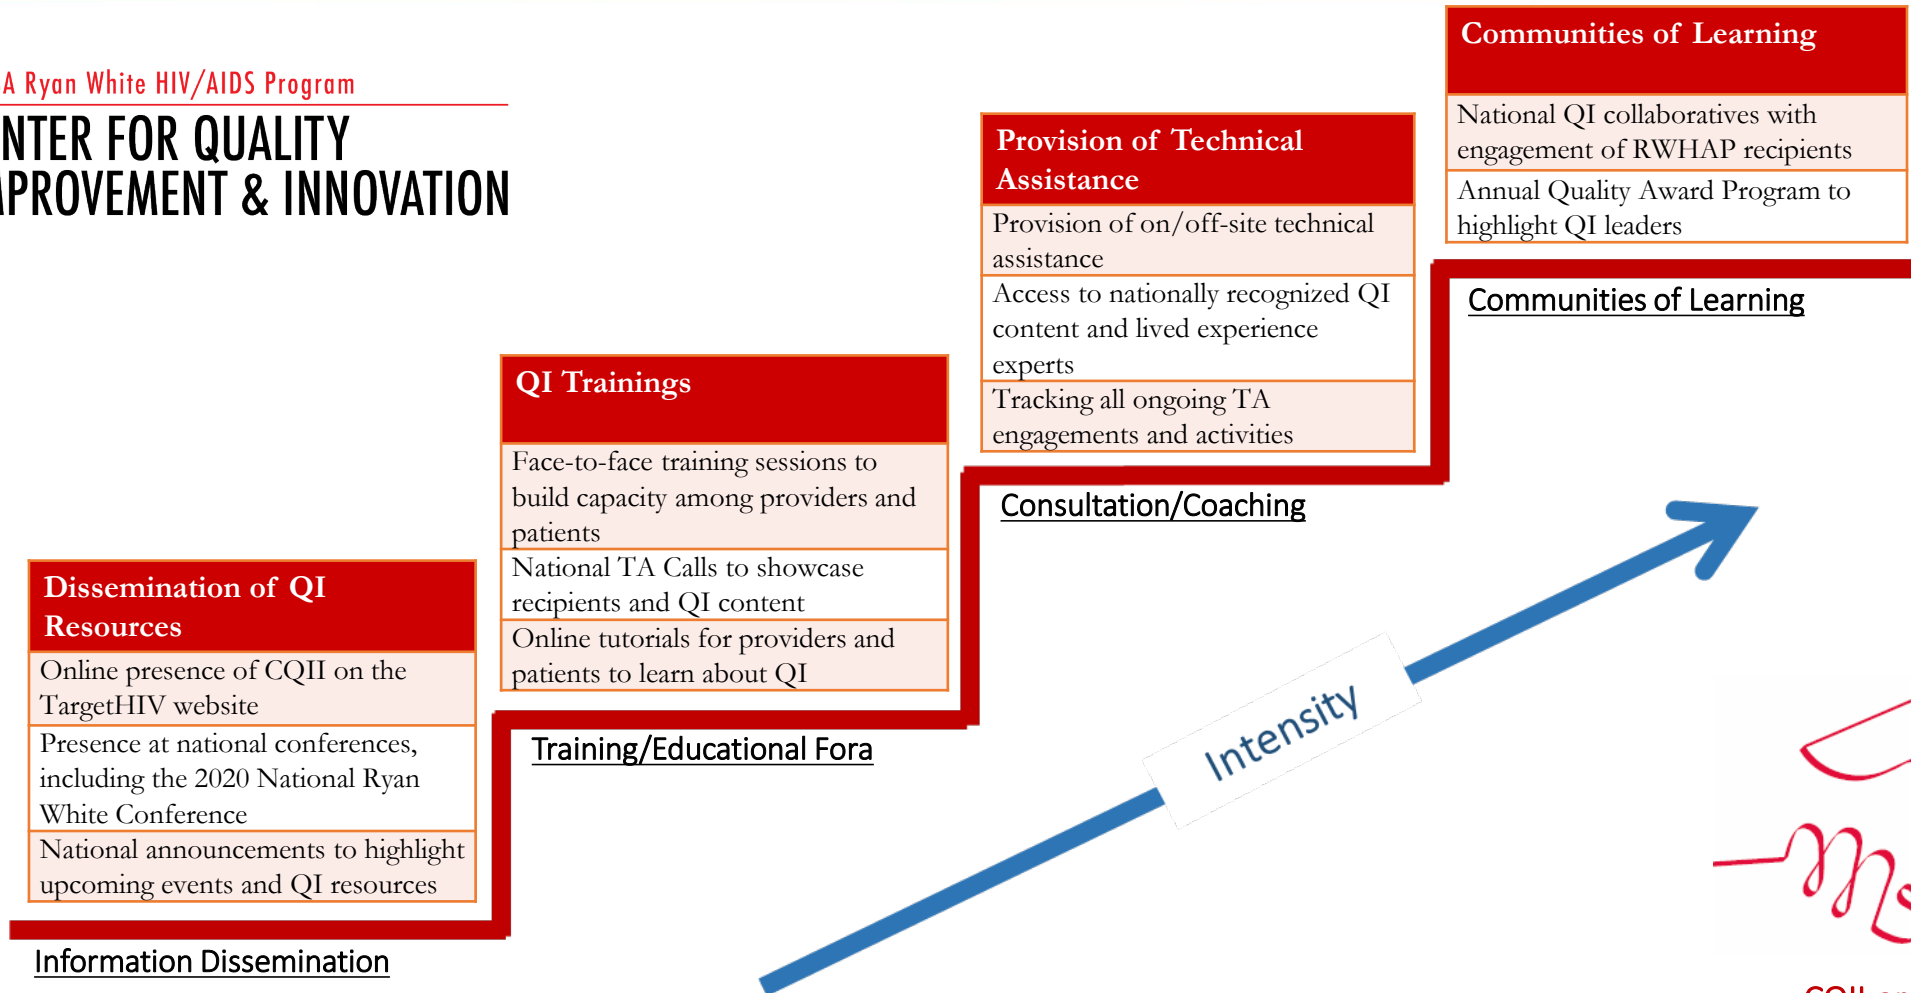 A Ryan White HIV/AIDS Program
NTER FOR QUALITY
IMPROVEMENT & INNOVATION
Dissemination of QI
Resources
Online presence of CQII on the
TargetHIV website
Presence at national conferences,
including the 2020 National Ryan
White Conference
National announcements to highlight
upcoming events and QI resources
Information Dissemination
QI Trainings
Face-to-face training sessions to
build capacity among providers and
patients
National TA Calls to showcase
recipients and QI content
Online tutorials for providers and
patients to learn about QI
Training/Educational Fora
Provision of Technical
Assistance
Provision of on/off-site technical
assistance
Access to nationally recognized QI
content and lived experience
experts
Tracking all ongoing TA
engagements and activities
Consultation/Coaching
Communities of Learning
National QI collaboratives with
engagement of RWHAP recipients
Annual Quality Award Program to
highlight QI leaders
Communities of Learning
Intensity